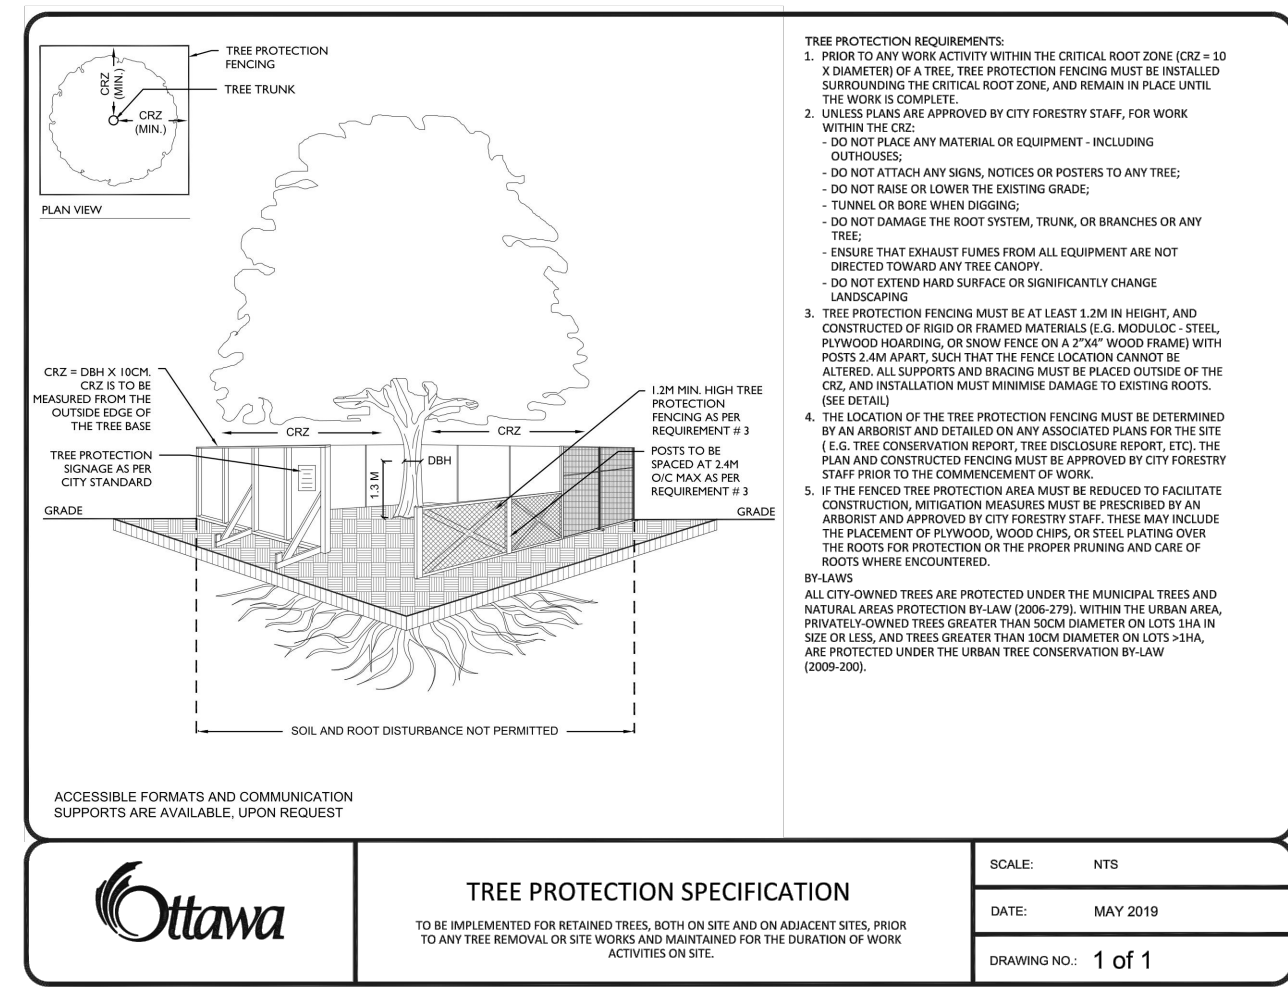 TREE PROTECTION
FENCING
TREE TRUNK
CRZ
(MIN.)
CRZ
(MIN.)
PLAN VIEW
CRZ = DBH X 10CM.
CRZ IS TO BE
MEASURED FROM THE
OUTSIDE EDGE OF
THE TREE BASE
TREE PROTECTION
SIGNAGE AS PER
CITY STANDARD
GRADE
CRZ
CRZ
DBH
1.3 M
1.2M MIN. HIGH TREE
PROTECTION
FENCING AS PER
REQUIREMENT # 3
POSTS TO BE
SPACED AT 2.4M
O/C MAX AS PER
REQUIREMENT # 3
GRADE
SOIL AND ROOT DISTURBANCE NOT PERMITTED
ACCESSIBLE FORMATS AND COMMUNICATION
SUPPORTS ARE AVAILABLE, UPON REQUEST
TREE PROTECTION REQUIREMENTS:
1. PRIOR TO ANY WORK ACTIVITY WITHIN THE CRITICAL ROOT ZONE (CRZ = 10
X DIAMETER) OF A TREE, TREE PROTECTION FENCING MUST BE INSTALLED
SURROUNDING THE CRITICAL ROOT ZONE, AND REMAIN IN PLACE UNTIL
THE WORK IS COMPLETE.
2. UNLESS PLANS ARE APPROVED BY CITY FORESTRY STAFF, FOR WORK
WITHIN THE CRZ:
- DO NOT PLACE ANY MATERIAL OR EQUIPMENT - INCLUDING
OUTHOUSES;
- DO NOT ATTACH ANY SIGNS, NOTICES OR POSTERS TO ANY TREE;
- DO NOT RAISE OR LOWER THE EXISTING GRADE;
- TUNNEL OR BORE WHEN DIGGING;
- DO NOT DAMAGE THE ROOT SYSTEM, TRUNK, OR BRANCHES OR ANY
TREE;
- ENSURE THAT EXHAUST FUMES FROM ALL EQUIPMENT ARE NOT
DIRECTED TOWARD ANY TREE CANOPY.
- DO NOT EXTEND HARD SURFACE OR SIGNIFICANTLY CHANGE
LANDSCAPING
3. TREE PROTECTION FENCING MUST BE AT LEAST 1.2M IN HEIGHT, AND
CONSTRUCTED OF RIGID OR FRAMED MATERIALS (E.G. MODULOC - STEEL,
PLYWOOD HOARDING, OR SNOW FENCE ON A 2"X4" WOOD FRAME) WITH
POSTS 2.4M APART, SUCH THAT THE FENCE LOCATION CANNOT BE
ALTERED. ALL SUPPORTS AND BRACING MUST BE PLACED OUTSIDE OF THE
CRZ, AND INSTALLATION MUST MINIMISE DAMAGE TO EXISTING ROOTS.
(SEE DETAIL)
4. THE LOCATION OF THE TREE PROTECTION FENCING MUST BE DETERMINED
BY AN ARBORIST AND DETAILED ON ANY ASSOCIATED PLANS FOR THE SITE
( E.G. TREE CONSERVATION REPORT, TREE DISCLOSURE REPORT, ETC). THE
PLAN AND CONSTRUCTED FENCING MUST BE APPROVED BY CITY FORESTRY
STAFF PRIOR TO THE COMMENCEMENT OF WORK.
5. IF THE FENCED TREE PROTECTION AREA MUST BE REDUCED TO FACILITATE
CONSTRUCTION, MITIGATION MEASURES MUST BE PRESCRIBED BY AN
ARBORIST AND APPROVED BY CITY FORESTRY STAFF. THESE MAY INCLUDE
THE PLACEMENT OF PLYWOOD, WOOD CHIPS, OR STEEL PLATING OVER
THE ROOTS FOR PROTECTION OR THE PROPER PRUNING AND CARE OF
ROOTS WHERE ENCOUNTERED.
BY-LAWS
ALL CITY-OWNED TREES ARE PROTECTED UNDER THE MUNICIPAL TREES AND
NATURAL AREAS PROTECTION BY-LAW (2006-279). WITHIN THE URBAN AREA,
PRIVATELY-OWNED TREES GREATER THAN 50CM DIAMETER ON LOTS 1HA IN
SIZE OR LESS, AND TREES GREATER THAN 10CM DIAMETER ON LOTS >1HA,
ARE PROTECTED UNDER THE URBAN TREE CONSERVATION BY-LAW
(2009-200).
Ottawa
TREE PROTECTION SPECIFICATION
TO BE IMPLEMENTED FOR RETAINED TREES, BOTH ON SITE AND ON ADJACENT SITES, PRIOR
TO ANY TREE REMOVAL OR SITE WORKS AND MAINTAINED FOR THE DURATION OF WORK
ACTIVITIES ON SITE.
SCALE: NTS
DATE: MAY 2019
DRAWING NO.: 1 of 1